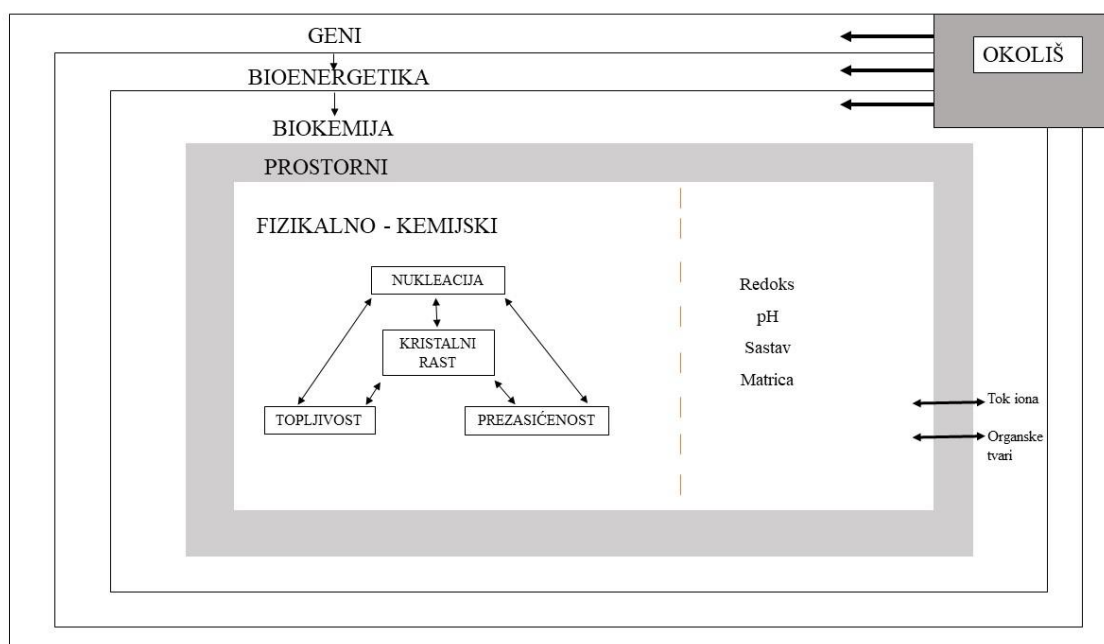 GENI
OKOLIŠ
BIOENERGETIKA
BIOKEMIJA
PROSTORNI
FIZIKALNO - KEMIJSKI
NUKLEACIJA
KRISTALNI
RAST
TOPLJIVOST
PREZASIĆENOST
Redoks
pH
Sastav
Matrica
Tok iona
Organske
tvari